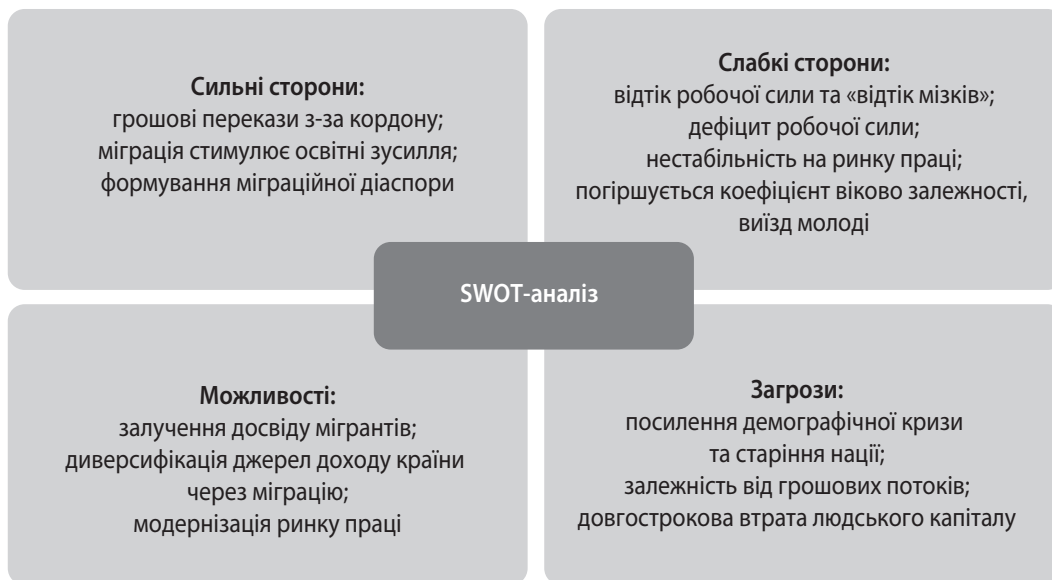 Сильні сторони:
грошові перекази з-за кордону;
міграція стимулює освітні зусилля;
формування міграційної діаспори
Слабкі сторони:
відтік робочої сили та «відтік мізків»;
дефіцит робочої сили;
нестабільність на ринку праці;
погіршується коефіцієнт віково залежності,
виїзд молоді
SWOT-аналіз
Можливості:
залучення досвіду мігрантів;
диверсифікація джерел доходу країни
через міграцію;
модернізація ринку праці
Загрози:
посилення демографічної кризи
та старіння нації;
залежність від грошових потоків;
довгострокова втрата людського капіталу